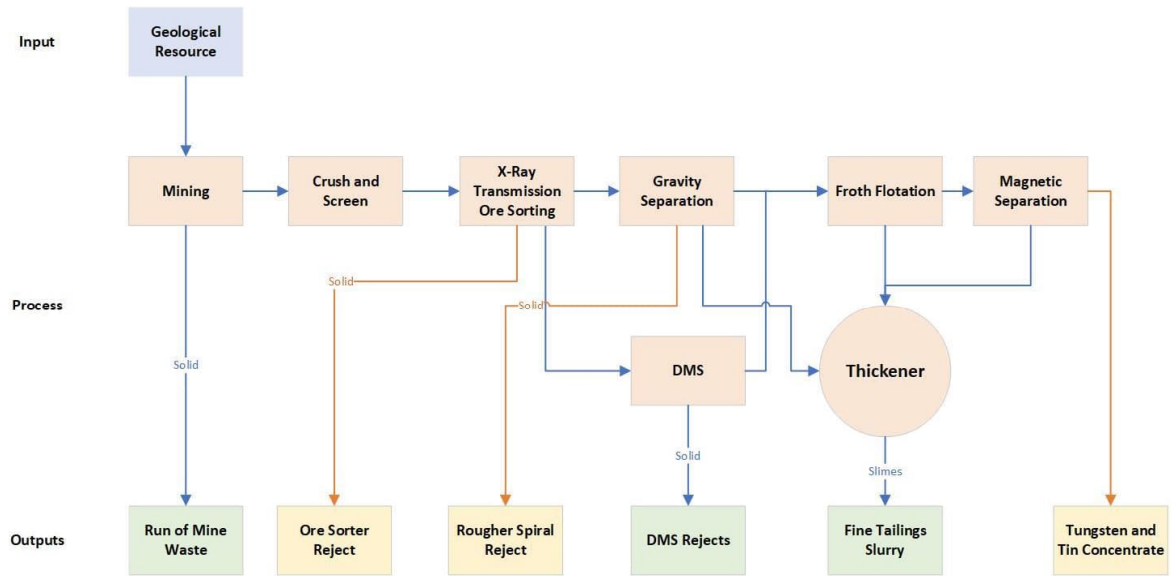 Input
Geological
Resource
Mining
Crush and
Screen
X-Ray
Transmission
Ore Sorting
Gravity
Separation
Froth Flotation
Magnetic
Separation
Solid
Solid
Process
Solid
DMS
Thickener
Solid
Slimes
Outputs
Run of Mine
Waste
Ore Sorter
Reject
Rougher Spiral
Reject
DMS Rejects
Fine Tailings
Slurry
Tungsten and
Tin Concentrate